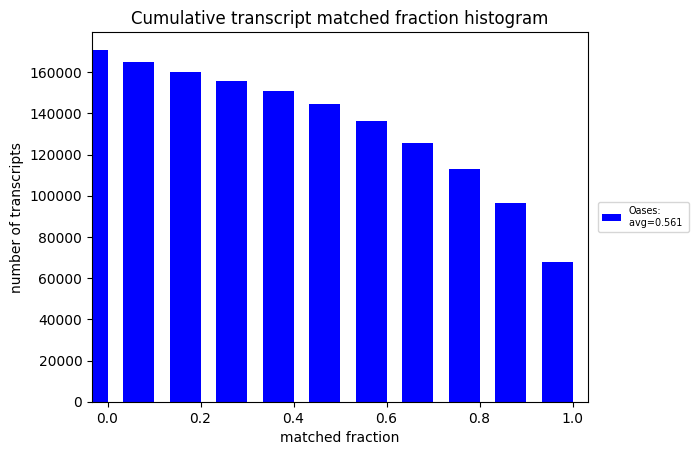 Cumulative transcript matched fraction histogram
number of transcripts
160000
140000
120000
100000
80000
60000
40000
20000
0
0.0 0.2 0.4 0.6 0.8 1.0
matched fraction
Oases:
avg=0.561